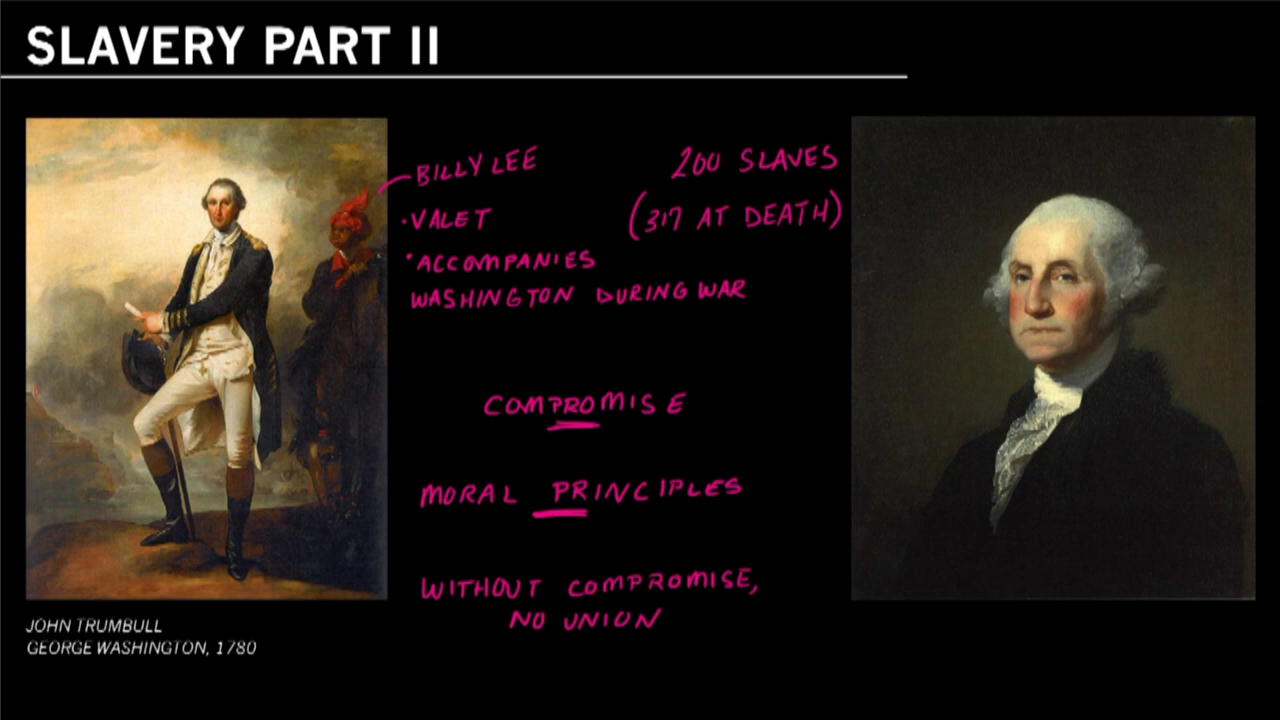 SLAVERY PART II
BILLY LEE
• VALET
• ACCOMPANIES
WASHINGTON DURING WAR
200 SLAVES
(317 AT DEATH)
COMPROMISE
MORAL PRINCIPLES
WITHOUT COMPROMISE,
NO UNION
JOHN TRUMBULL
GEORGE WASHINGTON, 1780